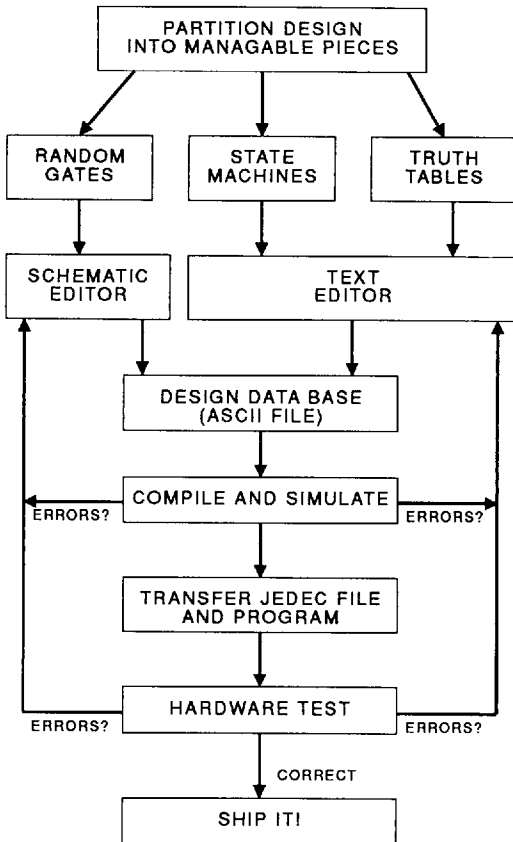 PARTITION DESIGN
INTO MANAGABLE PIECES
RANDOM
GATES
STATE
MACHINES
TRUTH
TABLES
SCHEMATIC
EDITOR
TEXT
EDITOR
DESIGN DATA BASE
(ASCII FILE)
COMPILE AND SIMULATE
ERRORS?
ERRORS?
TRANSFER JEDEC FILE
AND PROGRAM
HARDWARE TEST
ERRORS?
ERRORS?
CORRECT
SHIP IT!